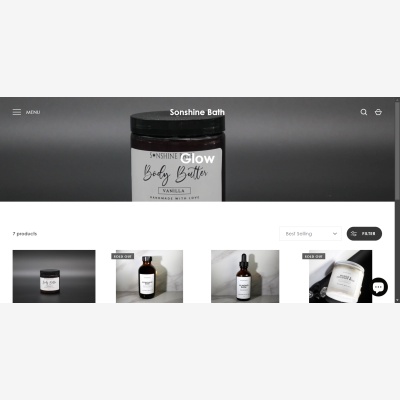 MENU
Sonshine Bath
SONSHINE
Glow
Body Butter
VANILLA
HANDMADE WITH LOVE
7 products
Best Selling
FILTER
SOLD OUT
SOLD OUT